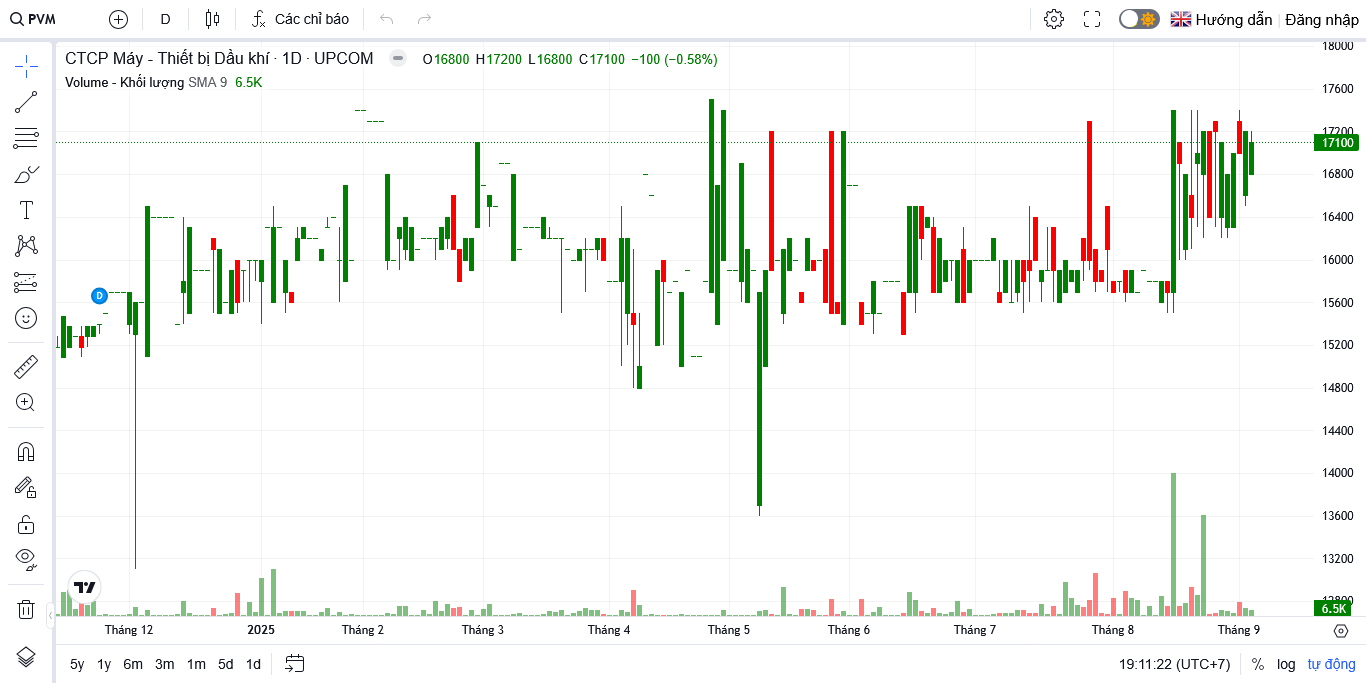 PVM D Các chỉ báo Hướng dẫn Đăng nhập
CTCP Máy - Thiết bị Dầu khí · 1D · UPCOM O16800 H17200 L16800 C17100 −100 (−0.58%)
Volume - Khối lượng SMA 9 6.5K
18000
17600
17200
17100
16800
16400
16000
D
15600
15200
14800
14400
14000
13600
13200
12800
6.5K
Tháng 12 2025 Tháng 2 Tháng 3 Tháng 4 Tháng 5 Tháng 6 Tháng 7 Tháng 8 Tháng 9
5y 1y 6m 3m 1m 5d 1d 19:11:22 (UTC+7) % log tự động